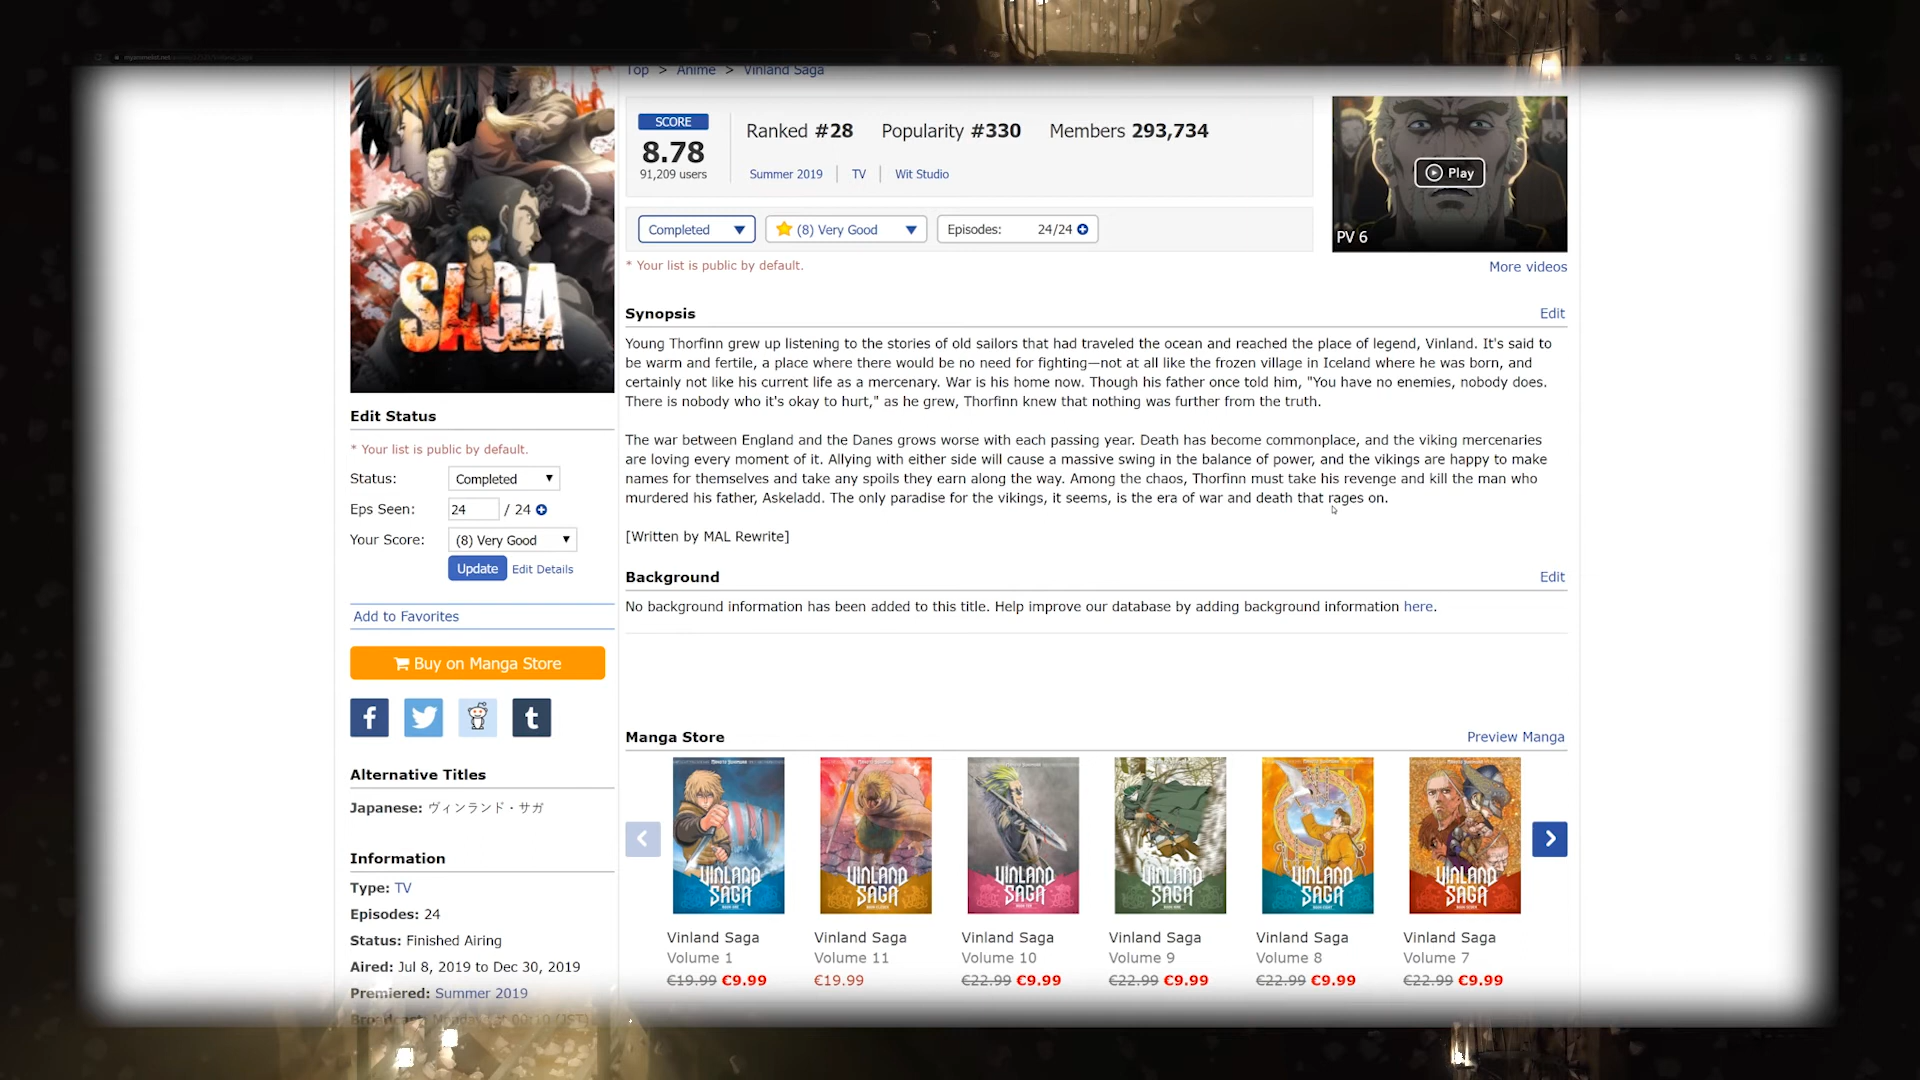 Top > Anime > Vinland Saga
SAGA
SCORE
8.78
91,209 users
Ranked #28 Popularity #330 Members 293,734
Summer 2019 TV Wit Studio
Completed (8) Very Good Episodes: 24/24
* Your list is public by default.
Play
PV 6
More videos
Synopsis Edit
Young Thorfinn grew up listening to the stories of old sailors that had traveled the ocean and reached the place of legend, Vinland. It's said to
be warm and fertile, a place where there would be no need for fighting—not at all like the frozen village in Iceland where he was born, and
certainly not like his current life as a mercenary. War is his home now. Though his father once told him, "You have no enemies, nobody does.
There is nobody who it's okay to hurt," as he grew, Thorfinn knew that nothing was further from the truth.
The war between England and the Danes grows worse with each passing year. Death has become commonplace, and the viking mercenaries
are loving every moment of it. Allying with either side will cause a massive swing in the balance of power, and the vikings are happy to make
names for themselves and take any spoils they earn along the way. Among the chaos, Thorfinn must take his revenge and kill the man who
murdered his father, Askeladd. The only paradise for the vikings, it seems, is the era of war and death that rages on.
[Written by MAL Rewrite]
Background Edit
No background information has been added to this title. Help improve our database by adding background information here.
Edit Status
* Your list is public by default.
Status: Completed
Eps Seen: 24 / 24
Your Score: (8) Very Good
Update Edit Details
Add to Favorites
Buy on Manga Store
Alternative Titles
Japanese: ヴィンランド・サガ
Information
Type: TV
Episodes: 24
Status: Finished Airing
Aired: Jul 8, 2019 to Dec 30, 2019
Premiered: Summer 2019
Broadcast: Mondays at 00:10 (JST)
Manga Store Preview Manga
VINLAND SAGA
VINLAND SAGA
VINLAND SAGA
VINLAND SAGA
VINLAND SAGA
VINLAND SAGA
Vinland Saga Vinland Saga Vinland Saga Vinland Saga Vinland Saga Vinland Saga
Volume 1 Volume 11 Volume 10 Volume 9 Volume 8 Volume 7
€19.99 €9.99 €19.99 €22.99 €9.99 €22.99 €9.99 €22.99 €9.99 €22.99 €9.99